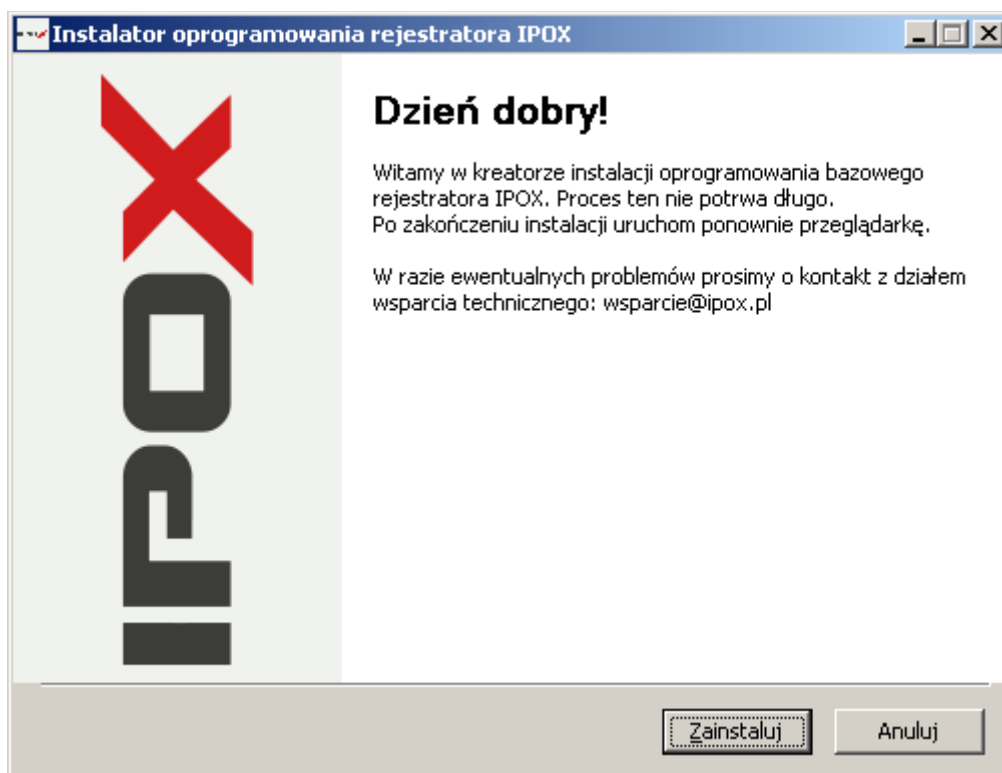 Instalator oprogramowania rejestratora IPOX
IPOX
Dzień dobry!
Witamy w kreatorze instalacji oprogramowania bazowego
rejestratora IPOX. Proces ten nie potrwa długo.
Po zakończeniu instalacji uruchom ponownie przeglądarkę.
W razie ewentualnych problemów prosimy o kontakt z działem
wsparcia technicznego: wsparcie@ipox.pl
Zainstaluj
Anuluj